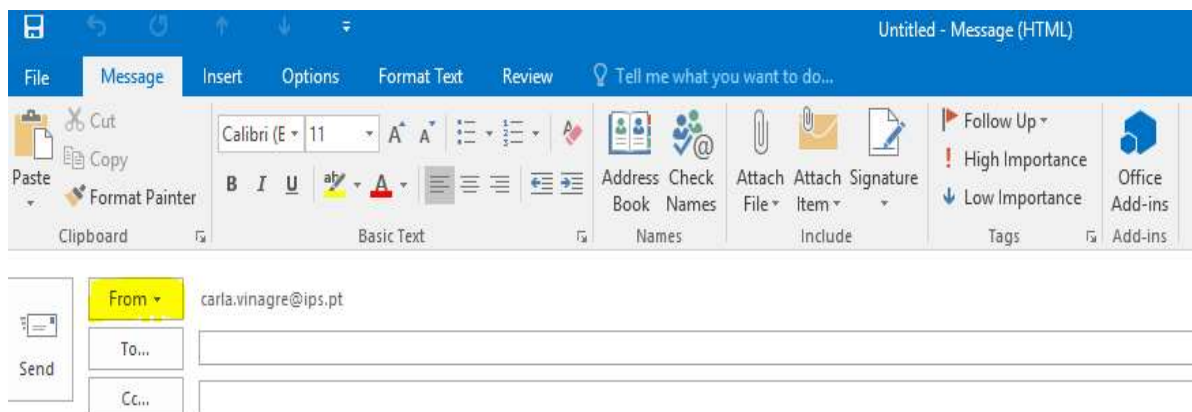 Untitled - Message (HTML)
File Message Insert Options Format Text Review Tell me what you want to do...
Paste
Cut
Copy
Format Painter
Clipboard
Calibri (E 11
B I U
Basic Text
Address Book
Check Names
Names
Attach File
Attach Item
Signature
Include
Follow Up
High Importance
Low Importance
Tags
Office Add-ins
Add-ins
Send
From carla.vinagre@ips.pt
To...
Cc...